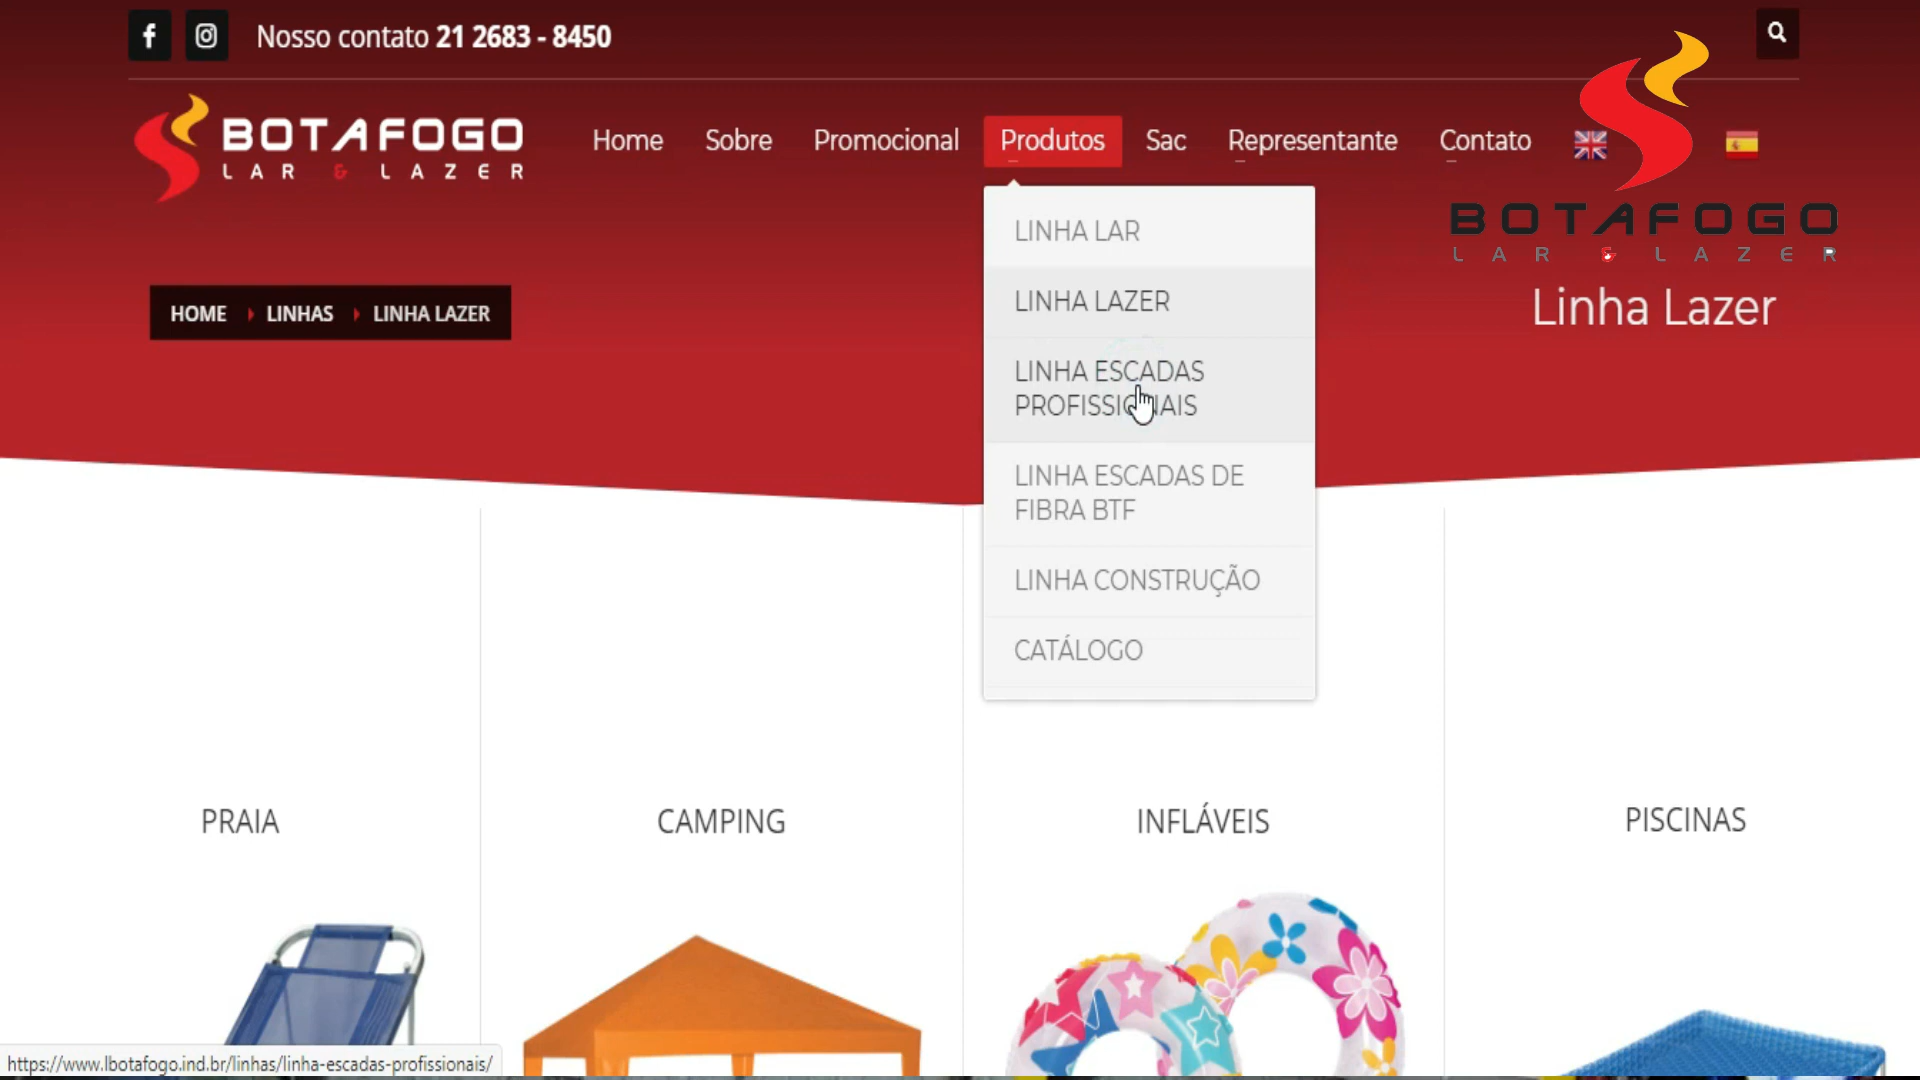 Nosso contato 21 2683 - 8450
BOTAFOGO
LAR & LAZER
Home
Sobre
Promocional
Produtos
Sac
Representante
Contato
BOTAFOGO
LAR & LAZER
LINHA LAR
LINHA LAZER
LINHA ESCADAS
PROFISSIONAIS
LINHA ESCADAS DE
FIBRA BTF
LINHA CONSTRUÇÃO
CATÁLOGO
HOME
LINHAS
LINHA LAZER
Linha Lazer
PRAIA
CAMPING
INFLÁVEIS
PISCINAS
https://www.lbotafogo.ind.br/linhas/linha-escadas-profissionais/